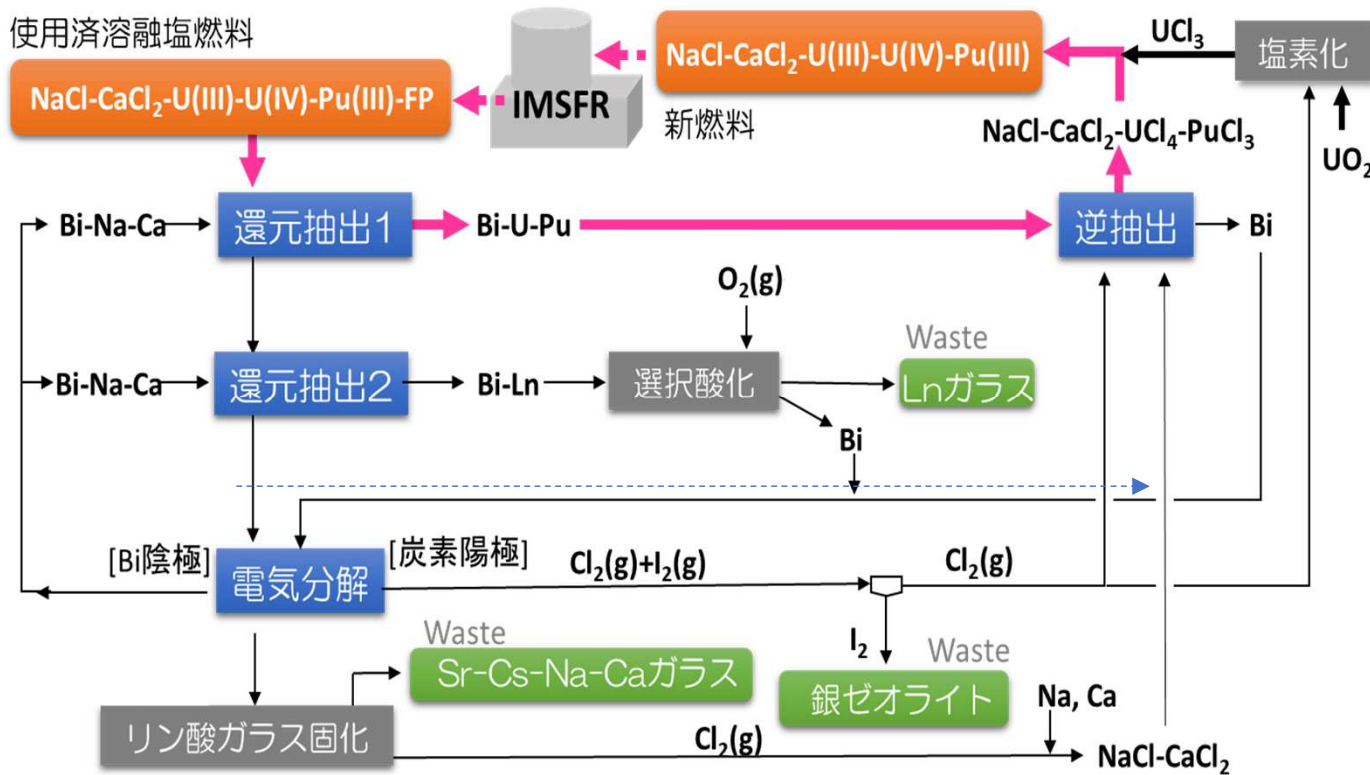 使用済溶融塩燃料
NaCl-CaCl₂-U(III)-U(IV)-Pu(III)-FP
IMSFR
NaCl-CaCl₂-U(III)-U(IV)-Pu(III)
新燃料
UCl₃
塩素化
UO₂
NaCl-CaCl₂-UCl₄-PuCl₃
Bi-Na-Ca
還元抽出1
Bi-U-Pu
逆抽出
Bi
O₂(g)
Bi-Na-Ca
還元抽出2
Bi-Ln
選択酸化
Waste
Lnガラス
Bi
[Bi陰極]
電気分解
[炭素陽極]
Cl₂(g)+I₂(g)
Cl₂(g)
I₂
Waste
Sr-Cs-Na-Caガラス
Waste
銀ゼオライト
リン酸ガラス固化
Cl₂(g)
Na, Ca
NaCl-CaCl₂